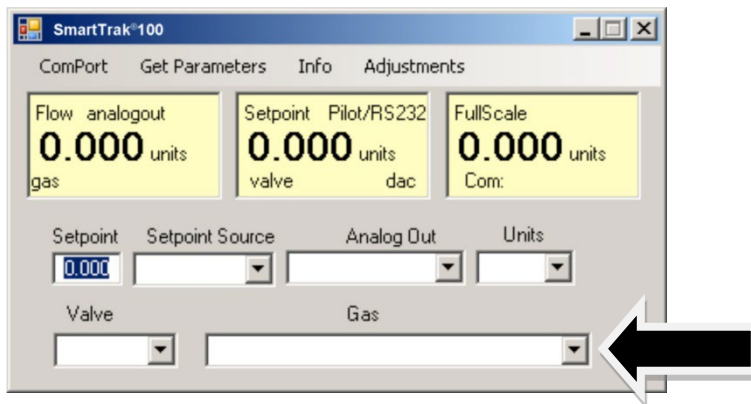 SmartTrak®100
ComPort Get Parameters Info Adjustments
Flow analogout
0.000 units
gas
Setpoint Pilot/RS232
0.000 units
valve dac
FullScale
0.000 units
Com:
Setpoint Setpoint Source Analog Out Units
0.000
Valve Gas